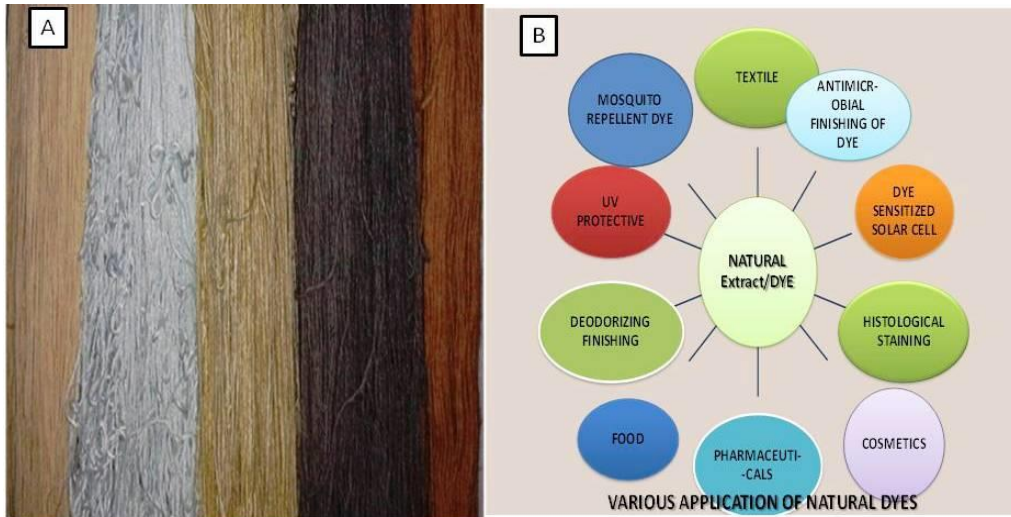 A
B
TEXTILE
ANTIMICR-
OBIAL
FINISHING OF
DYE
DYE
SENSITIZED
SOLAR CELL
HISTOLOGICAL
STAINING
COSMETICS
PHARMACEUTI-
-CALS
FOOD
DEODORIZING
FINISHING
UV
PROTECTIVE
MOSQUITO
REPELLENT DYE
NATURAL
Extract/DYE
VARIOUS APPLICATION OF NATURAL DYES